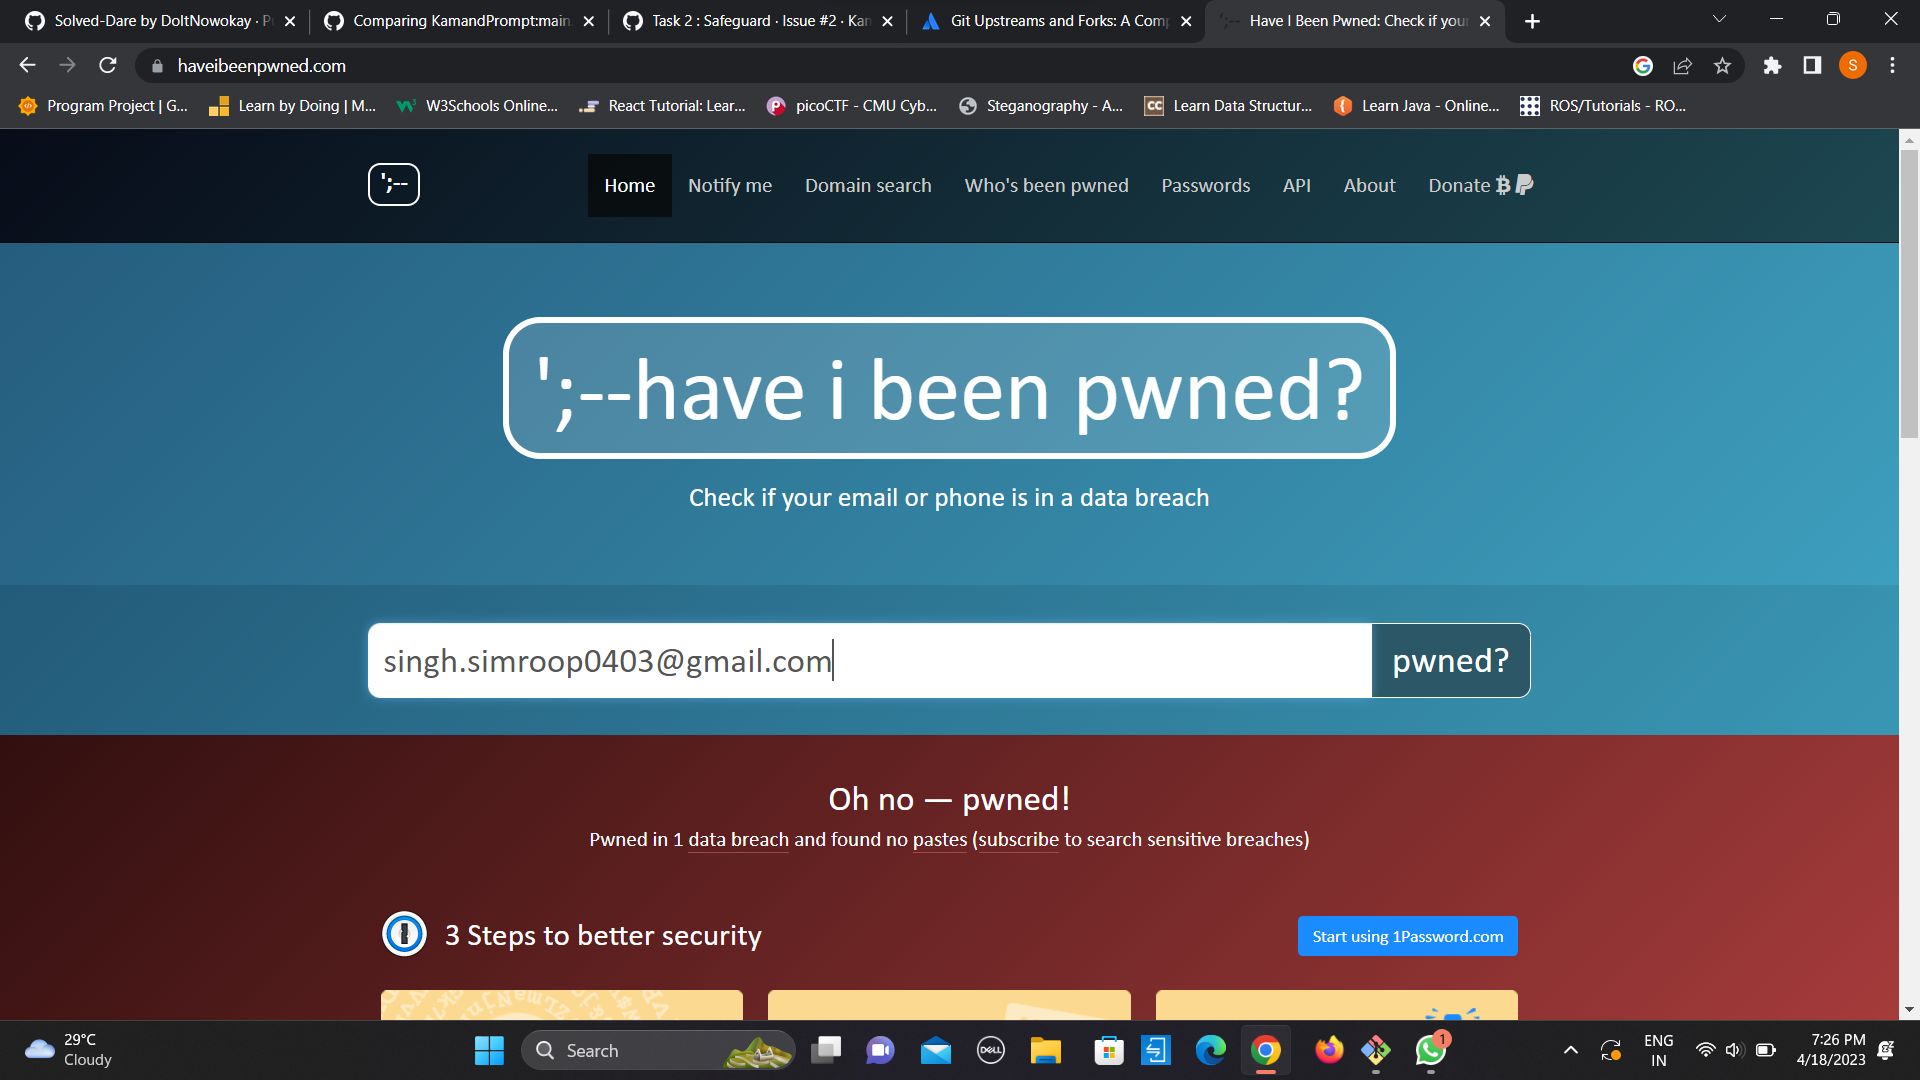 Solved-Dare by DoItNowokay · P
Comparing KamandPrompt:main
Task 2 : Safeguard · Issue #2 · Kan
Git Upstreams and Forks: A Comp
Have I Been Pwned: Check if your
haveibeenpwned.com
S
Program Project | G...
Learn by Doing | M...
W3Schools Online...
React Tutorial: Lear...
picoCTF - CMU Cyb...
Steganography - A...
CC
Learn Data Structur...
Learn Java - Online...
ROS/Tutorials - RO...
';--
Home
Notify me
Domain search
Who's been pwned
Passwords
API
About
Donate
';--have i been pwned?
Check if your email or phone is in a data breach
singh.simroop0403@gmail.com
pwned?
Oh no — pwned!
Pwned in 1 data breach and found no pastes (subscribe to search sensitive breaches)
3 Steps to better security
Start using 1Password.com
29°C
Cloudy
Search
DELL
1
ENG
IN
7:26 PM
4/18/2023